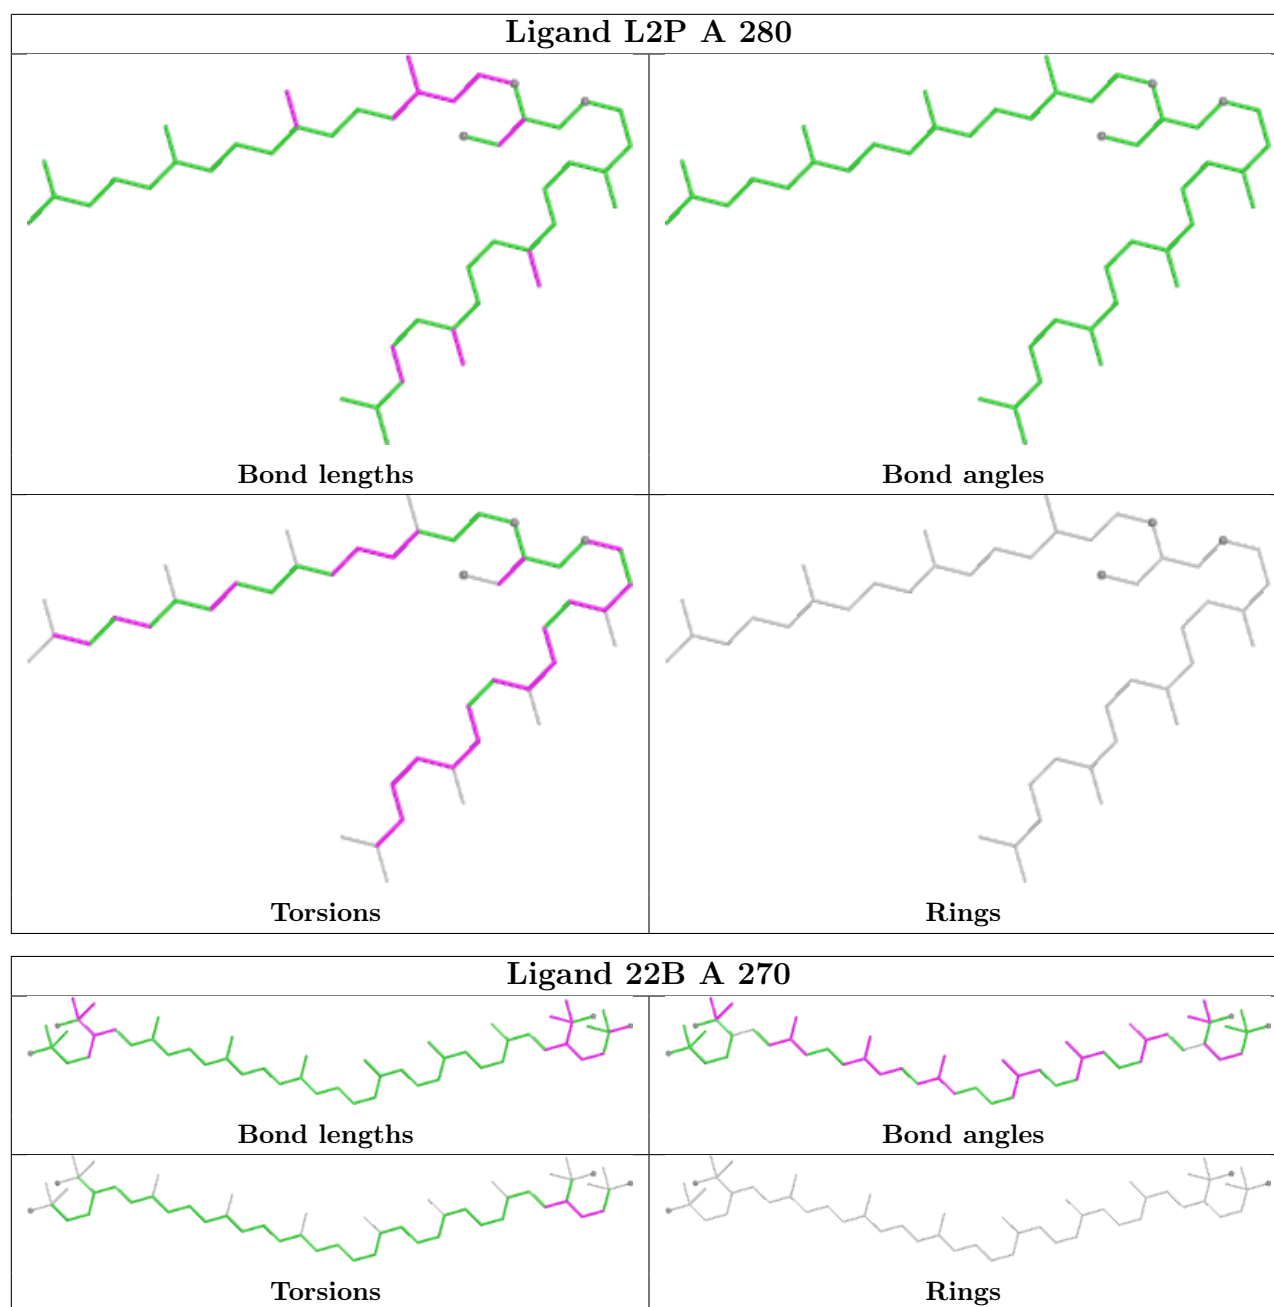 Ligand L2P A 280
Bond lengths
Bond angles
Torsions
Rings
Ligand 22B A 270
Bond lengths
Bond angles
Torsions
Rings